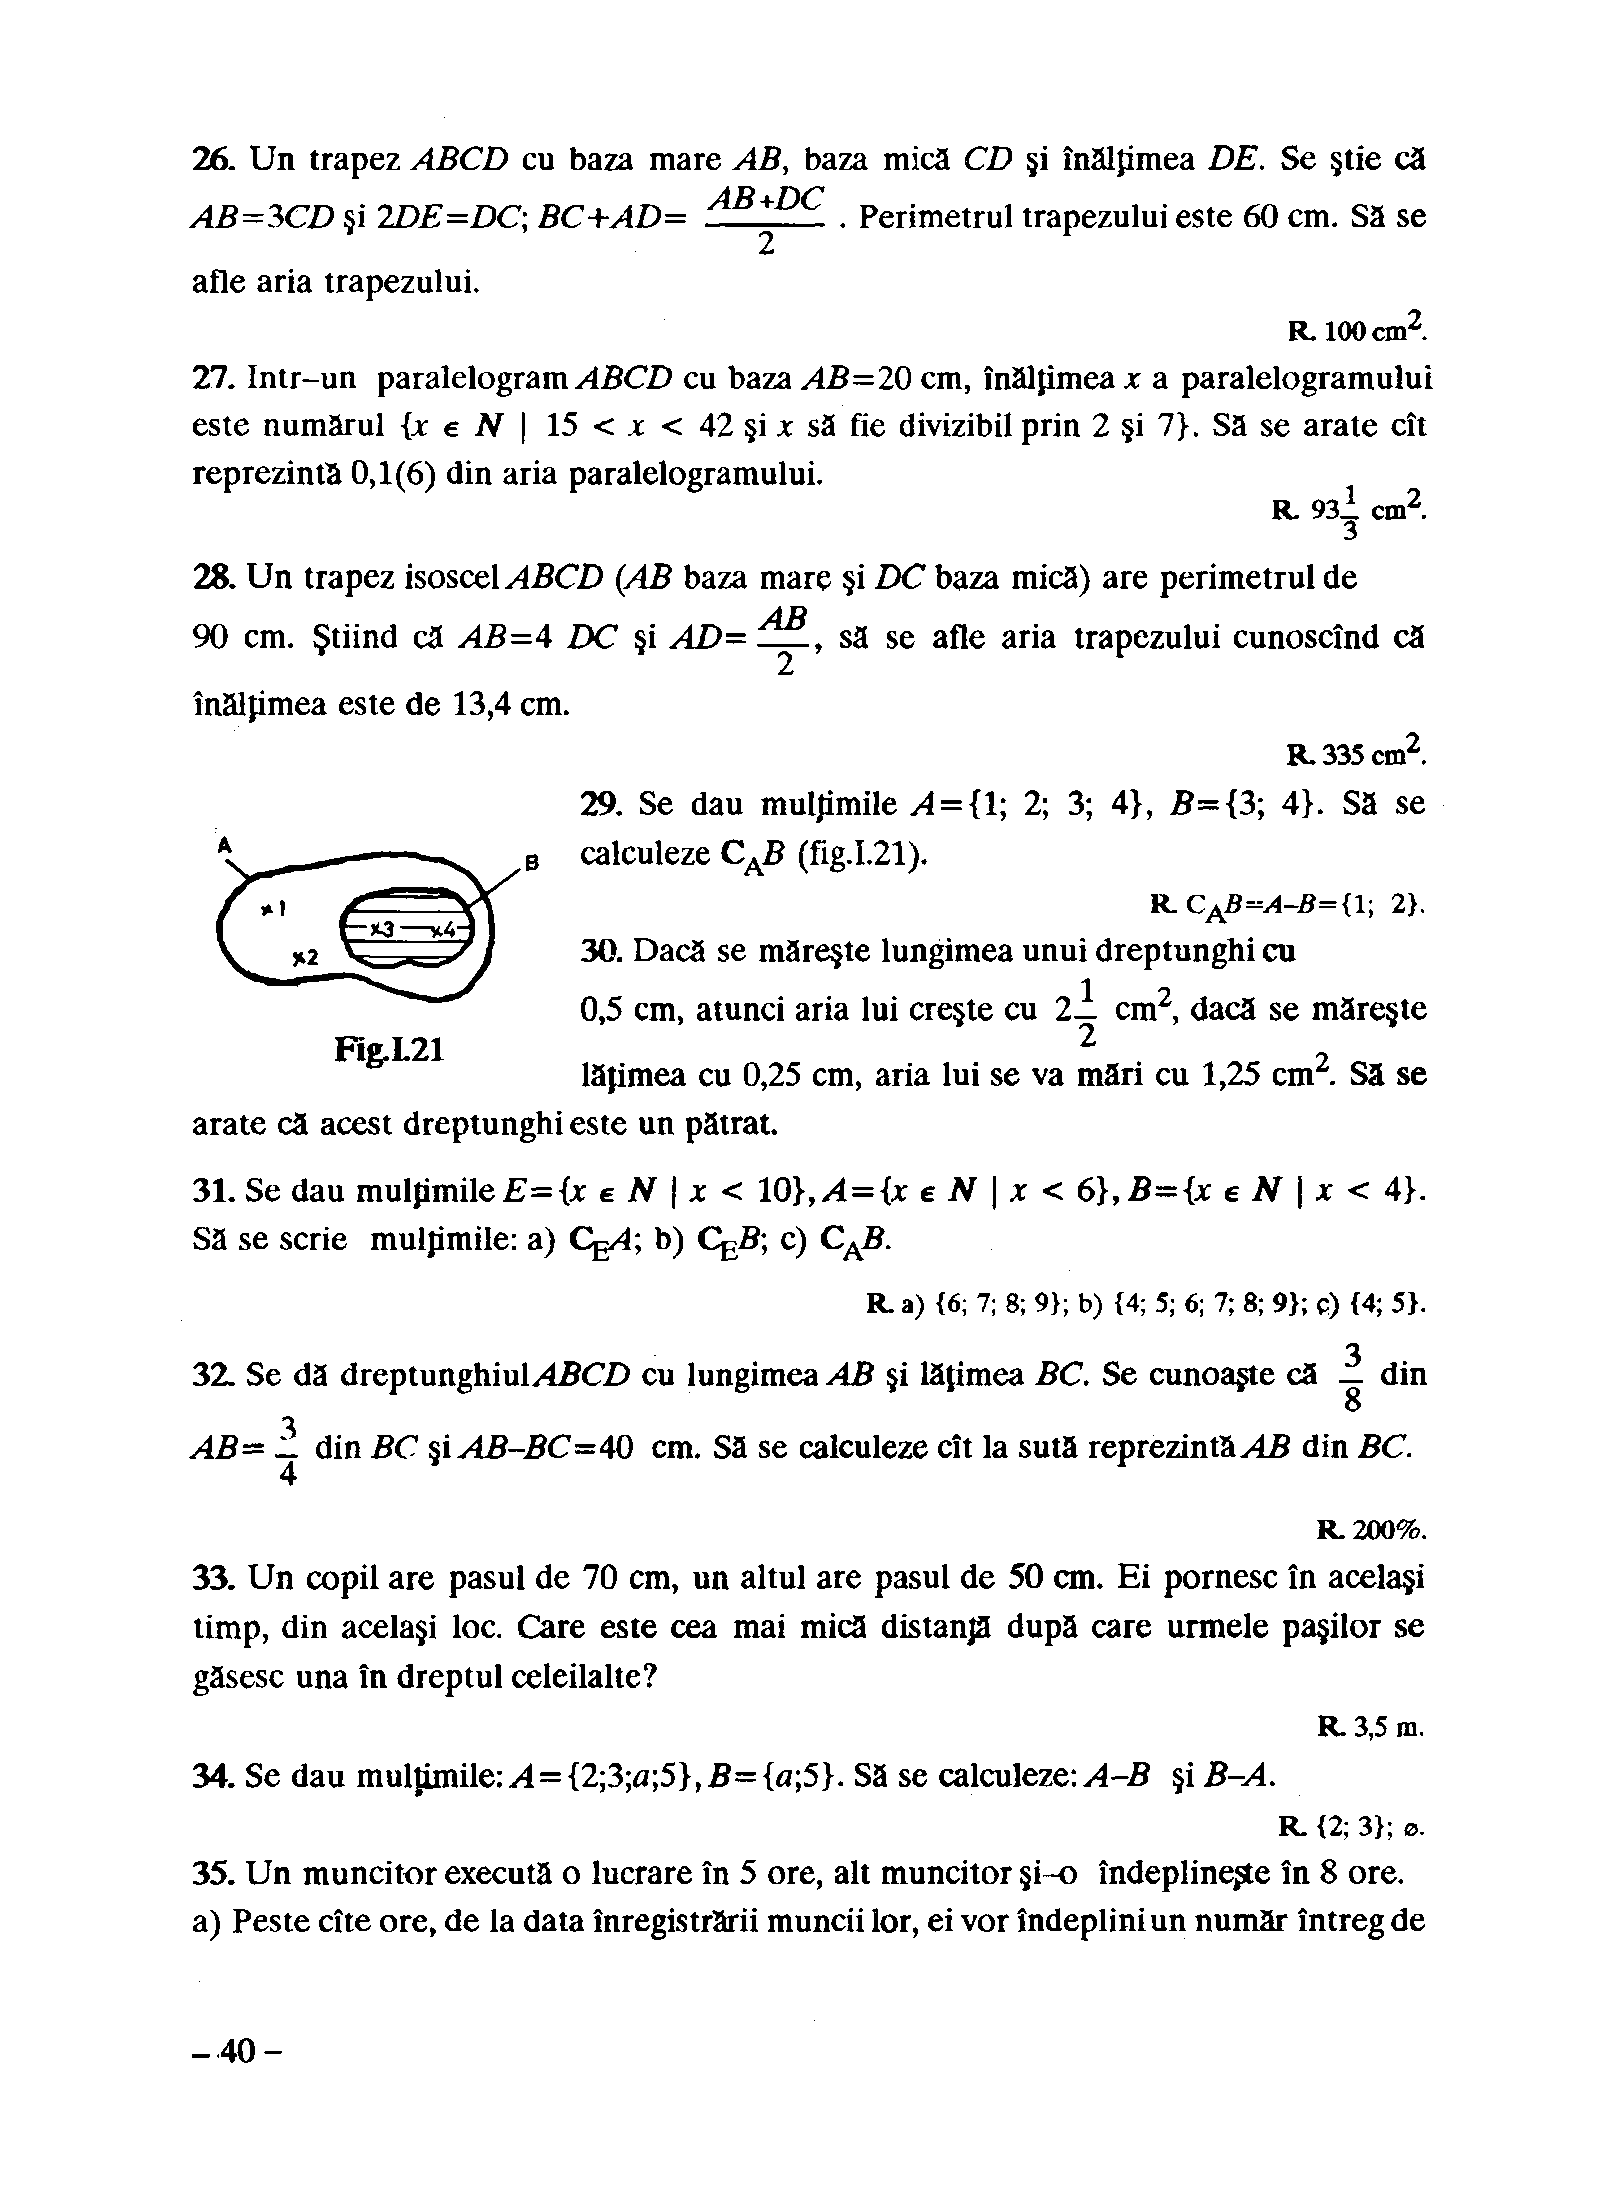 26. Un trapez ABCD cu baza mare AB, baza mică CD şi înălţimea DE. Se ştie că
AB=3CD şi 2DE=DC; BC+AD= \frac{AB+DC}{2} . Perimetrul trapezului este 60 cm. Să se
afle aria trapezului.
R. 100 cm².
27. Intr-un paralelogram ABCD cu baza AB=20 cm, înălţimea x a paralelogramului
este numărul {x є N | 15 < x < 42 şi x să fie divizibil prin 2 şi 7}. Să se arate cît
reprezintă 0,1(6) din aria paralelogramului.
R. 93\frac{1}{3} cm².
28. Un trapez isoscel ABCD (AB baza mare şi DC baza mică) are perimetrul de
90 cm. Ştiind că AB=4 DC şi AD= \frac{AB}{2}, să se afle aria trapezului cunoscînd că
înălţimea este de 13,4 cm.
R. 335 cm².
29. Se dau mulţimile A={1; 2; 3; 4}, B={3; 4}. Să se
calculeze C_AB (fig.I.21).
R. C_AB=A-B={1; 2}.
A
B
x1
x2
x3
x4
Fig.I.21
30. Dacă se măreşte lungimea unui dreptunghi cu
0,5 cm, atunci aria lui creşte cu 2\frac{1}{2} cm², dacă se măreşte
lăţimea cu 0,25 cm, aria lui se va mări cu 1,25 cm². Să se
arate că acest dreptunghi este un pătrat.
31. Se dau mulţimile E={x є N | x < 10}, A={x є N | x < 6}, B={x є N | x < 4}.
Să se scrie mulţimile: a) C_EA; b) C_EB; c) C_AB.
R. a) {6; 7; 8; 9}; b) {4; 5; 6; 7; 8; 9}; c) {4; 5}.
32. Se dă dreptunghiul ABCD cu lungimea AB şi lăţimea BC. Se cunoaşte că \frac{3}{8} din
AB= \frac{3}{4} din BC şi AB-BC=40 cm. Să se calculeze cît la sută reprezintă AB din BC.
R. 200%.
33. Un copil are pasul de 70 cm, un altul are pasul de 50 cm. Ei pornesc în acelaşi
timp, din acelaşi loc. Care este cea mai mică distanţă după care urmele paşilor se
găsesc una în dreptul celeilalte?
R. 3,5 m.
34. Se dau mulţimile: A={2;3;a;5}, B={a;5}. Să se calculeze: A-B şi B-A.
R. {2; 3}; ø.
35. Un muncitor execută o lucrare în 5 ore, alt muncitor şi-o îndeplineşte în 8 ore.
a) Peste cîte ore, de la data înregistrării muncii lor, ei vor îndeplini un număr întreg de
- 40 -